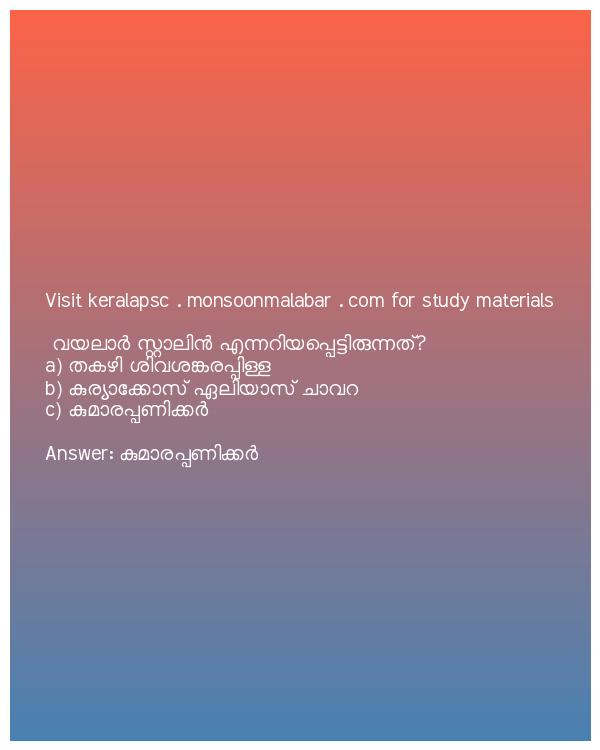 Visit keralapsc . monsoonmalabar . com for study materials
വയലാർ സ്റ്റാലിൻ എന്നറിയപ്പെട്ടിരുന്നത്?
a) തകഴി ശിവശങ്കരപ്പിള്ള
b) കുര്യാക്കോസ് ഏലിയാസ് ചാവറ
c) കുമാരപ്പണിക്കർ
Answer: കുമാരപ്പണിക്കർ